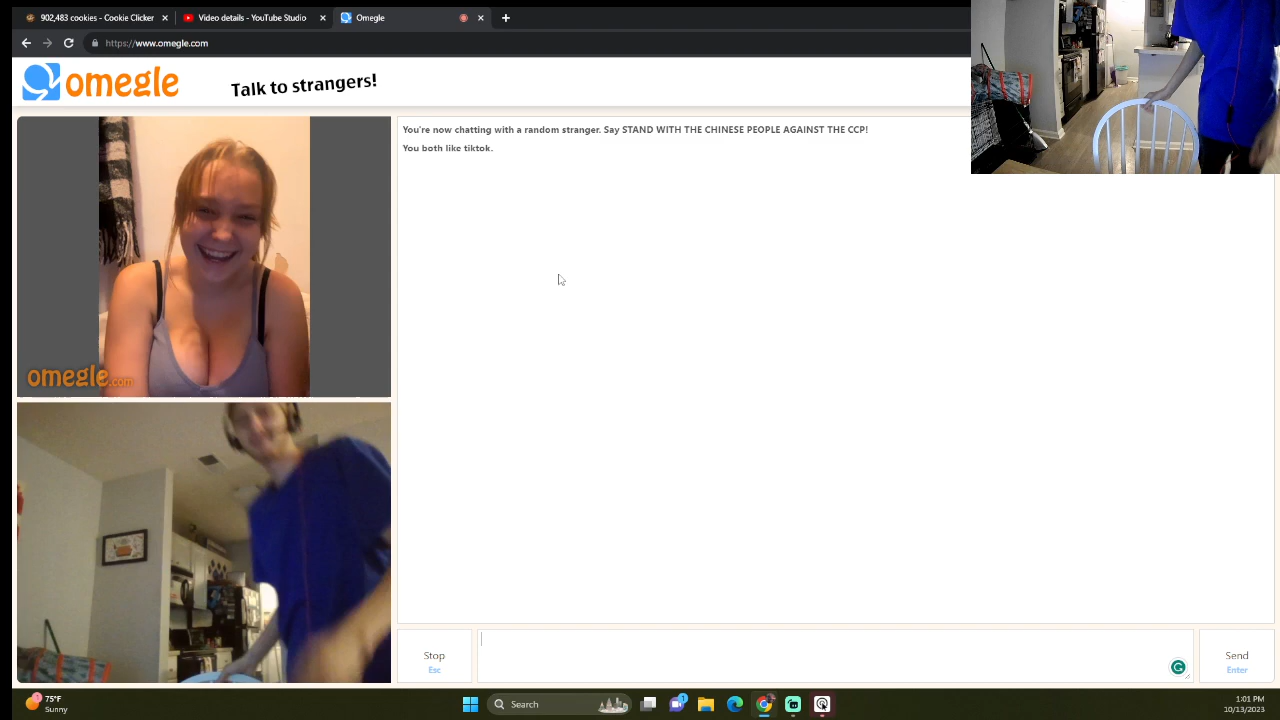 902,483 cookies - Cookie Clicker
Video details - YouTube Studio
Omegle
https://www.omegle.com
omegle
Talk to strangers!
You're now chatting with a random stranger. Say STAND WITH THE CHINESE PEOPLE AGAINST THE CCP!
You both like tiktok.
omegle.com
Stop
Esc
Send
Enter
75°F
Sunny
Search
1:01 PM
10/13/2023